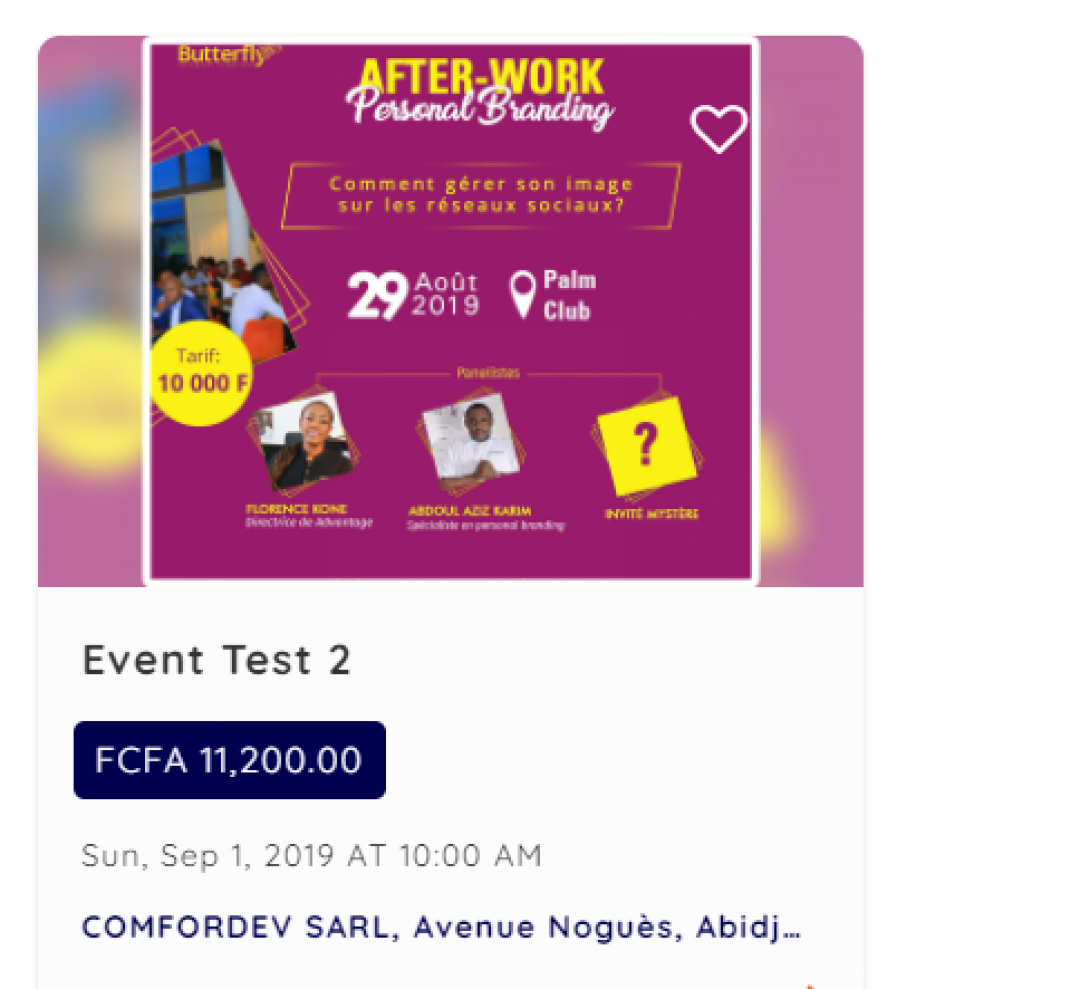 Butterfly
AFTER-WORK
Personal Branding
Comment gérer son image
sur les réseaux sociaux?
29 Août
2019
Palm
Club
Tarif:
10 000 F
Panelistes
?
FLORENCE KONE
Directrice de Advantage
ABDOUL AZIZ KARIM
Spécialiste en personal branding
INVITÉ MYSTÈRE
Event Test 2
FCFA 11,200.00
Sun, Sep 1, 2019 AT 10:00 AM
COMFORDEV SARL, Avenue Noguès, Abidj...